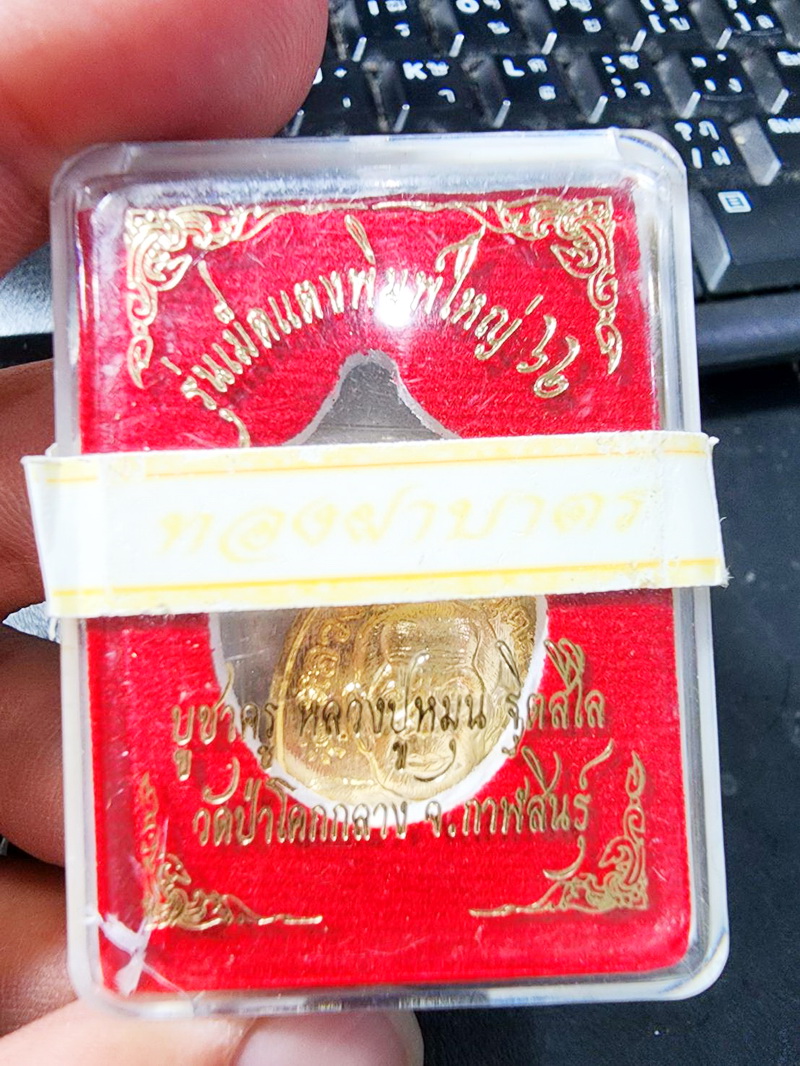 รุ่นเม็ดแตงพิมพ์ใหญ่ ๖๖
ทองฝาบาตร
บูชาครู หลวงปู่หมุน ฐิตสีโล
วัดป่าโคกกลาง จ.กาฬสินธุ์
K
L